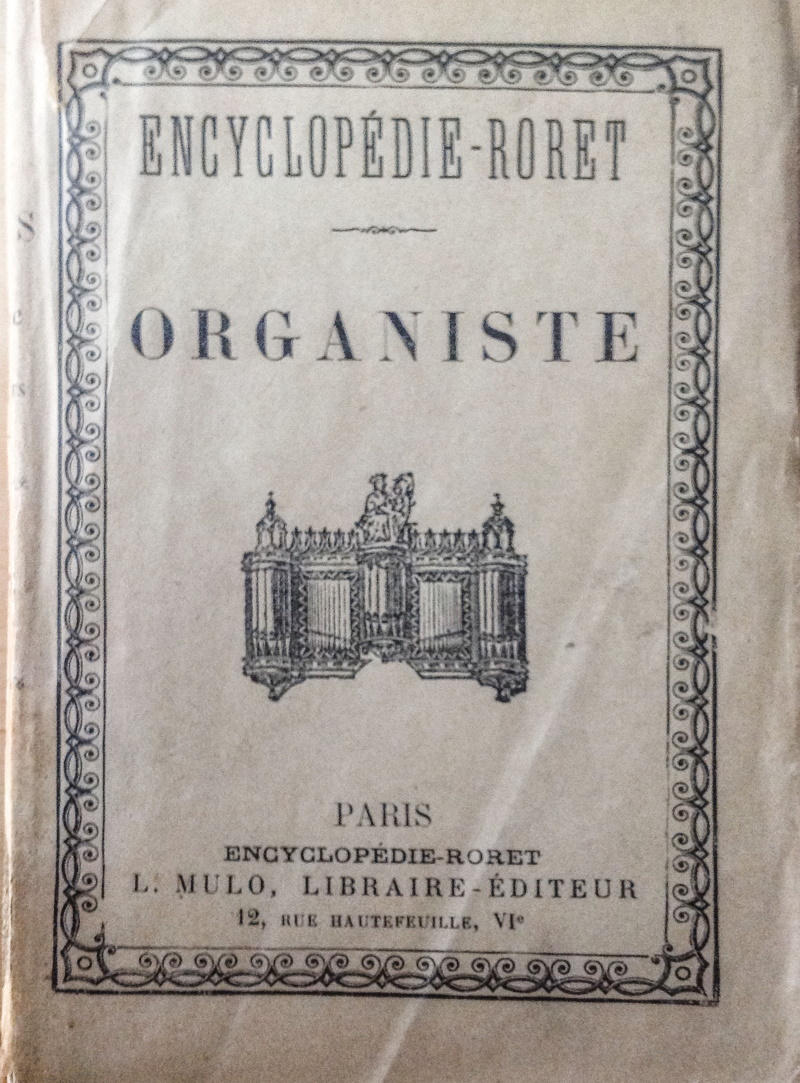 ENCYCLOPÉDIE-RORET
ORGANISTE
PARIS
ENCYCLOPÉDIE-RORET
L. MULO, LIBRAIRE-ÉDITEUR
12, RUE HAUTEFEUILLE, VIe